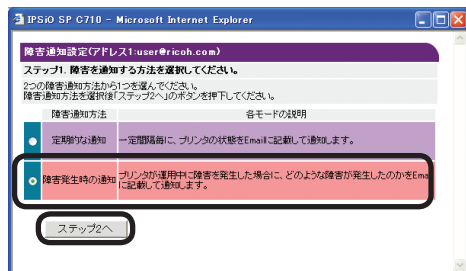 IPSiO SP C710 - Microsoft Internet Explorer
障害通知設定(アドレス1:user@ricoh.com)
ステップ1. 障害を通知する方法を選択してください。
2つの障害通知方法から1つを選んでください。
障害通知方法を選択後「ステップ2へ」のボタンを押下してください。
障害通知方法 各モードの説明
定期的な通知 一定間隔毎に、プリンタの状態をEmailに記載して通知します。
障害発生時の通知 プリンタが運用中に障害を発生した場合に、どのような障害が発生したのかをEma
に記載して通知します。
ステップ2へ